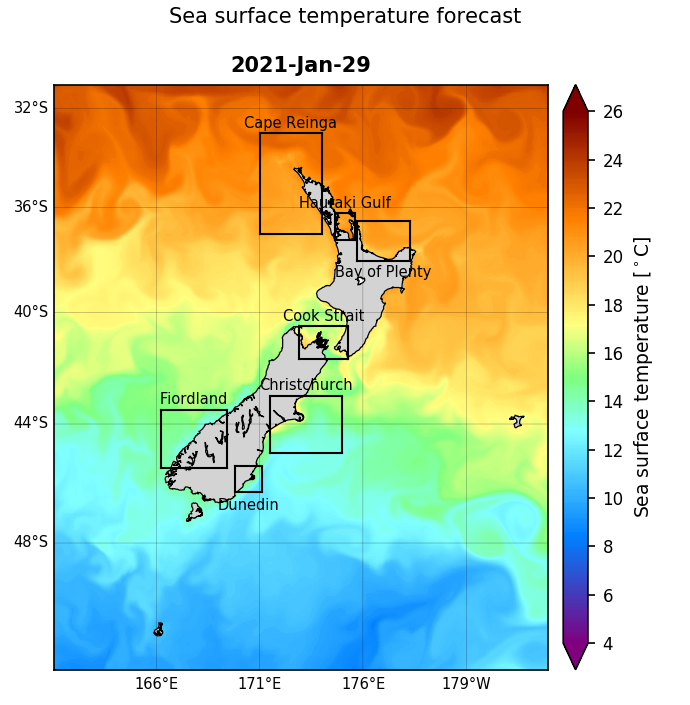 Sea surface temperature forecast
2021-Jan-29
32°S
36°S
40°S
44°S
48°S
Cape Reinga
Hauraki Gulf
Bay of Plenty
Cook Strait
Christchurch
Fiordland
Dunedin
166°E
171°E
176°E
179°W
26
24
22
20
18
16
14
12
10
8
6
4
Sea surface temperature [°C]